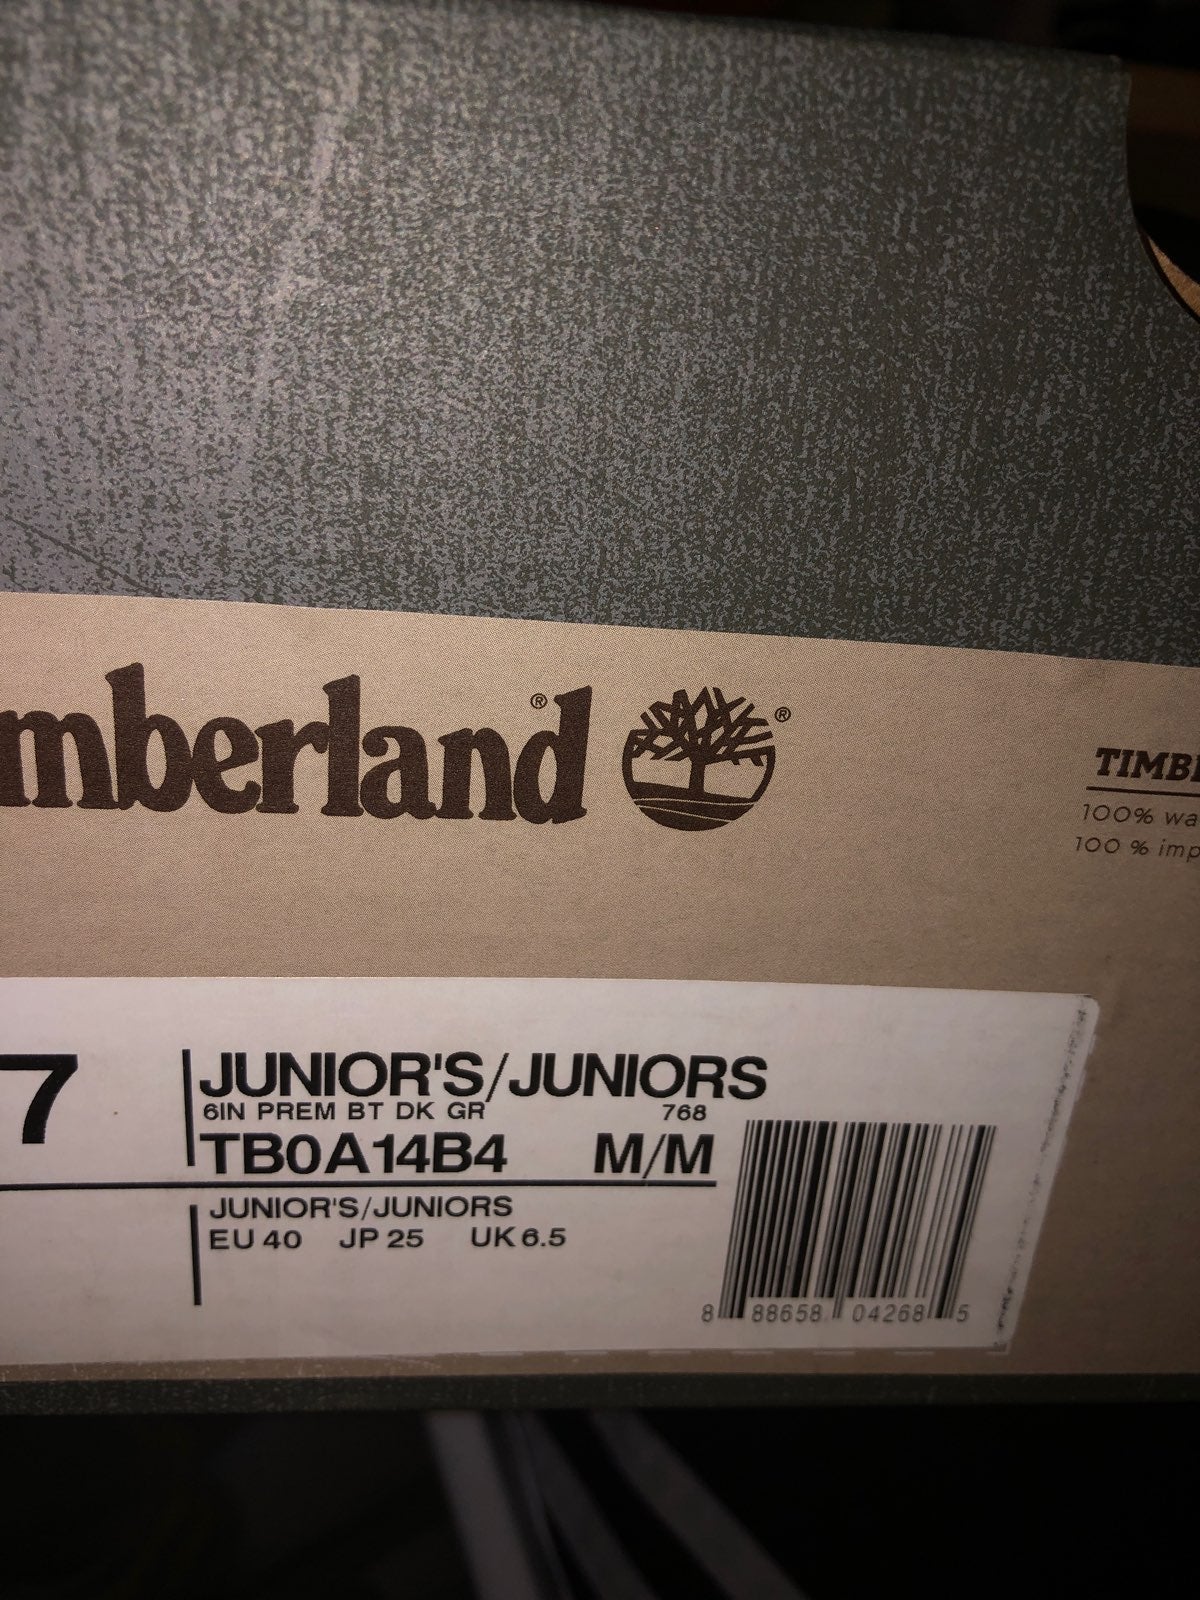 mberland® ®
TIMB
100% wa
100 % imp
7
JUNIOR'S/JUNIORS
6IN PREM BT DK GR 768
TB0A14B4 M/M
JUNIOR'S/JUNIORS
EU 40 JP 25 UK 6.5
8 88658 04268 5